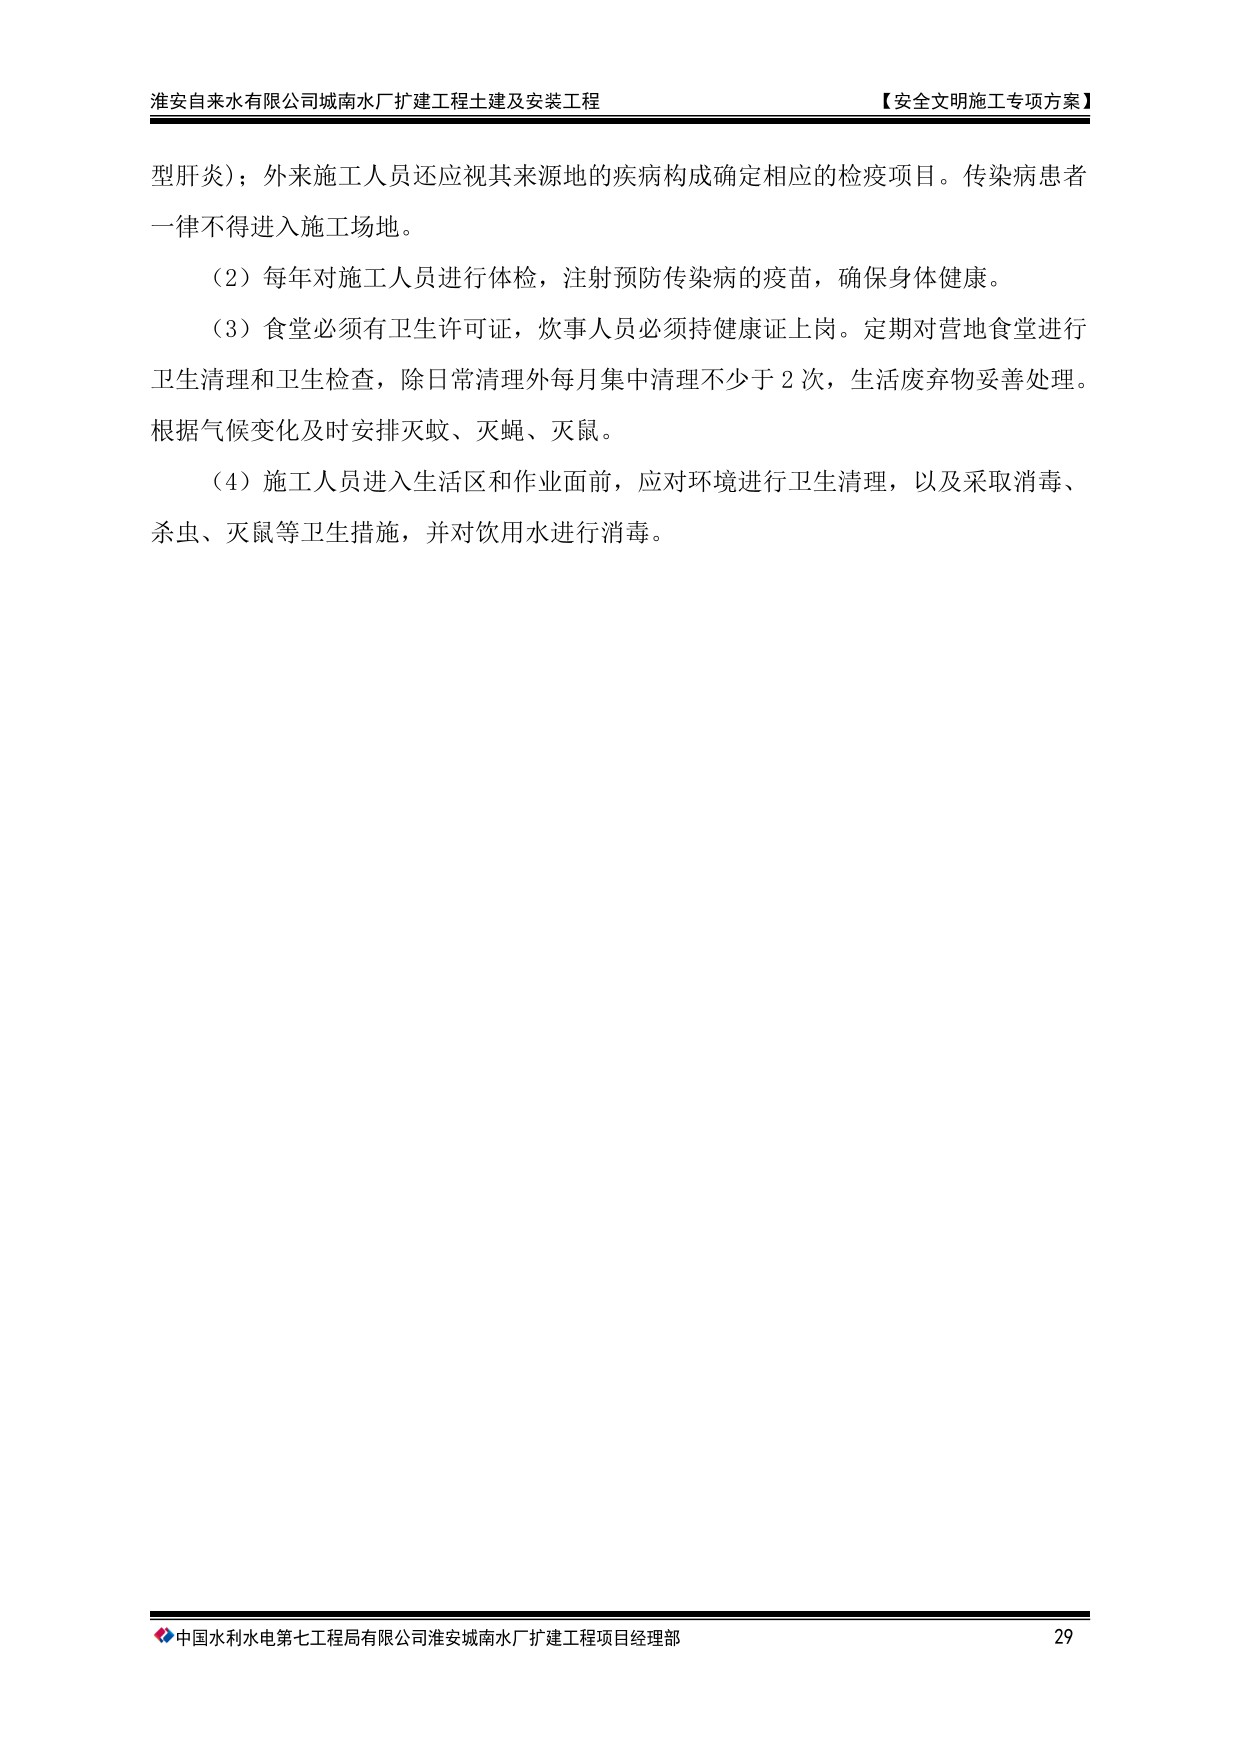 淮安自来水有限公司城南水厂扩建工程土建及安装工程 【安全文明施工专项方案】
型肝炎）；外来施工人员还应视其来源地的疾病构成确定相应的检疫项目。传染病患者
一律不得进入施工场地。
（2）每年对施工人员进行体检，注射预防传染病的疫苗，确保身体健康。
（3）食堂必须有卫生许可证，炊事人员必须持健康证上岗。定期对营地食堂进行
卫生清理和卫生检查，除日常清理外每月集中清理不少于 2 次，生活废弃物妥善处理。
根据气候变化及时安排灭蚊、灭蝇、灭鼠。
（4）施工人员进入生活区和作业面前，应对环境进行卫生清理，以及采取消毒、
杀虫、灭鼠等卫生措施，并对饮用水进行消毒。
中国水利水电第七工程局有限公司淮安城南水厂扩建工程项目经理部 29